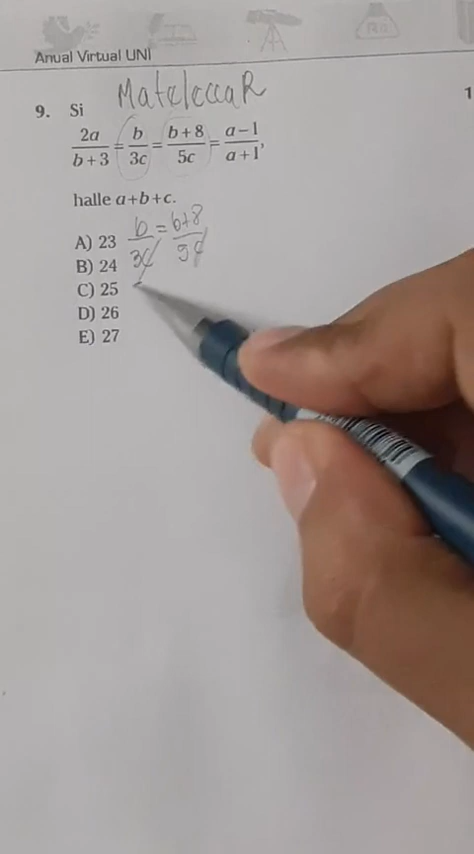 Anual Virtual UNI
MateleccaR
1
9. Si
2a/(b+3) = b/3c = (b+8)/5c = (a−1)/(a+1),
halle a+b+c.
A) 23
B) 24
C) 25
D) 26
E) 27
b/3c = (b+8)/5c